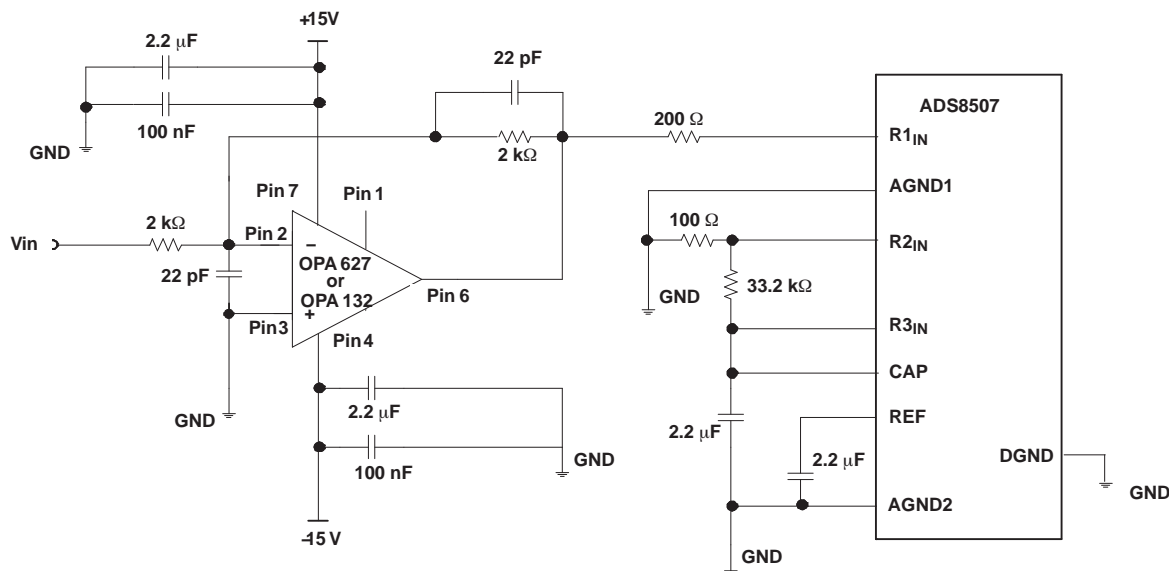 +15V
2.2 μF
100 nF
GND
22 pF
2 kΩ
200 Ω
ADS8507
R1IN
AGND1
R2IN
R3IN
CAP
REF
DGND
AGND2
GND
Pin 7
Pin 1
Vin
2 kΩ
Pin 2
–
22 pF
OPA 627
or
OPA 132
Pin 6
Pin3
+
Pin 4
GND
2.2 μF
100 nF
GND
–15 V
100 Ω
GND
33.2 kΩ
2.2 μF
2.2 μF
GND